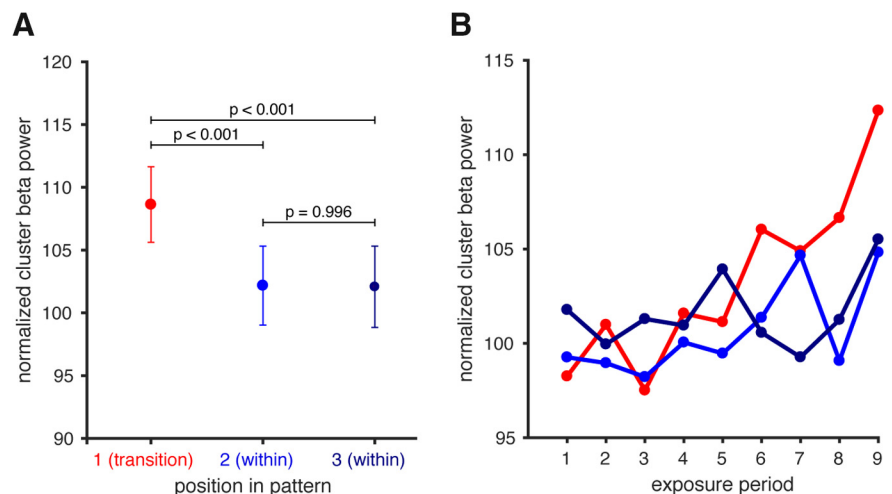 A
normalized cluster beta power
120
115
110
105
100
95
90
p < 0.001
p < 0.001
p = 0.996
1 (transition)
2 (within)
3 (within)
position in pattern
B
normalized cluster beta power
115
112
110
105
100
95
1
2
3
4
5
6
7
8
9
exposure period